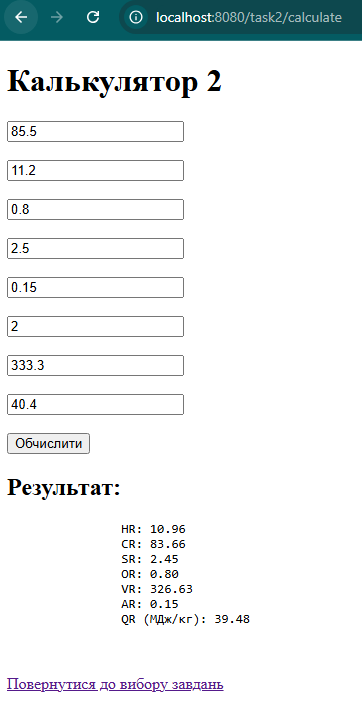 localhost:8080/task2/calculate
Калькулятор 2
85.5
11.2
0.8
2.5
0.15
2
333.3
40.4
Обчислити
Результат:
HR: 10.96
CR: 83.66
SR: 2.45
OR: 0.80
VR: 326.63
AR: 0.15
QR (МДж/кг): 39.48
Повернутися до вибору завдань